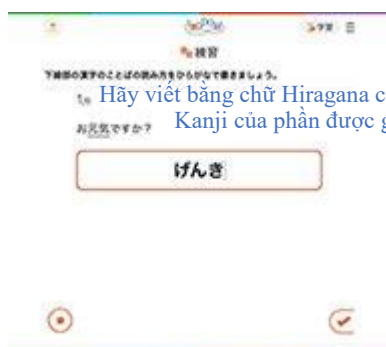 練習
下線部の漢字のことばの読み方をひらがなで書きましょう。
Hãy viết bằng chữ Hiragana c
お元気ですか?
Kanji của phần được g
げんき